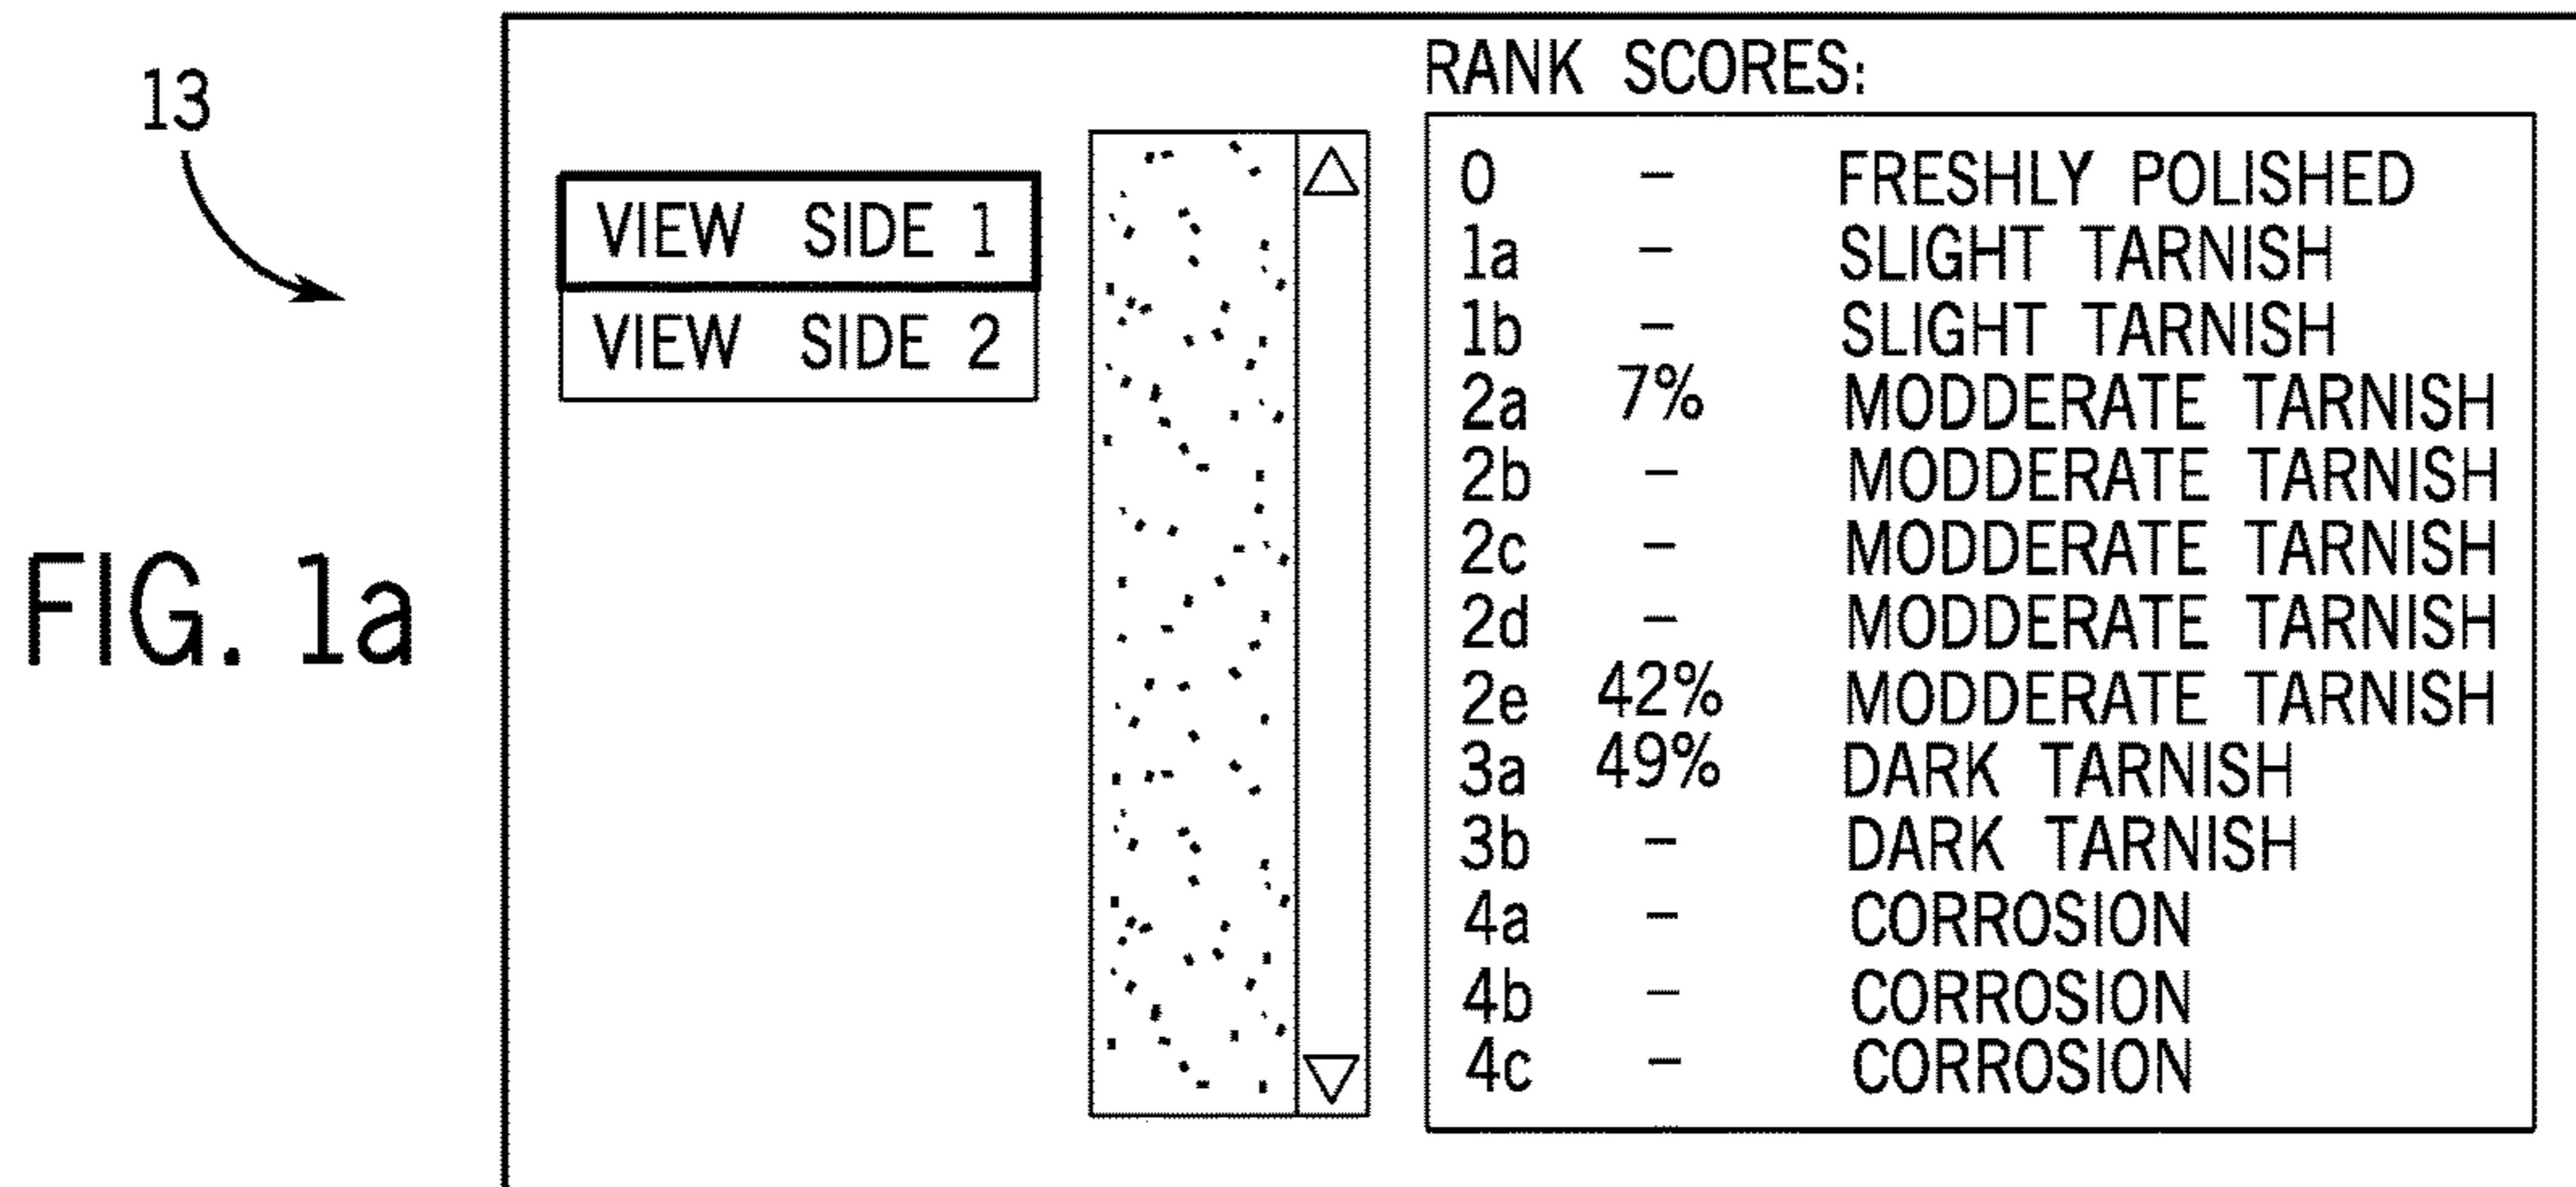 13
FIG. 1a
VIEW SIDE 1
VIEW SIDE 2
RANK SCORES:
0 - FRESHLY POLISHED
1a - SLIGHT TARNISH
1b - SLIGHT TARNISH
2a 7% MODDERATE TARNISH
2b - MODDERATE TARNISH
2c - MODDERATE TARNISH
2d - MODDERATE TARNISH
2e 42% MODDERATE TARNISH
3a 49% DARK TARNISH
3b - DARK TARNISH
4a - CORROSION
4b - CORROSION
4c - CORROSION